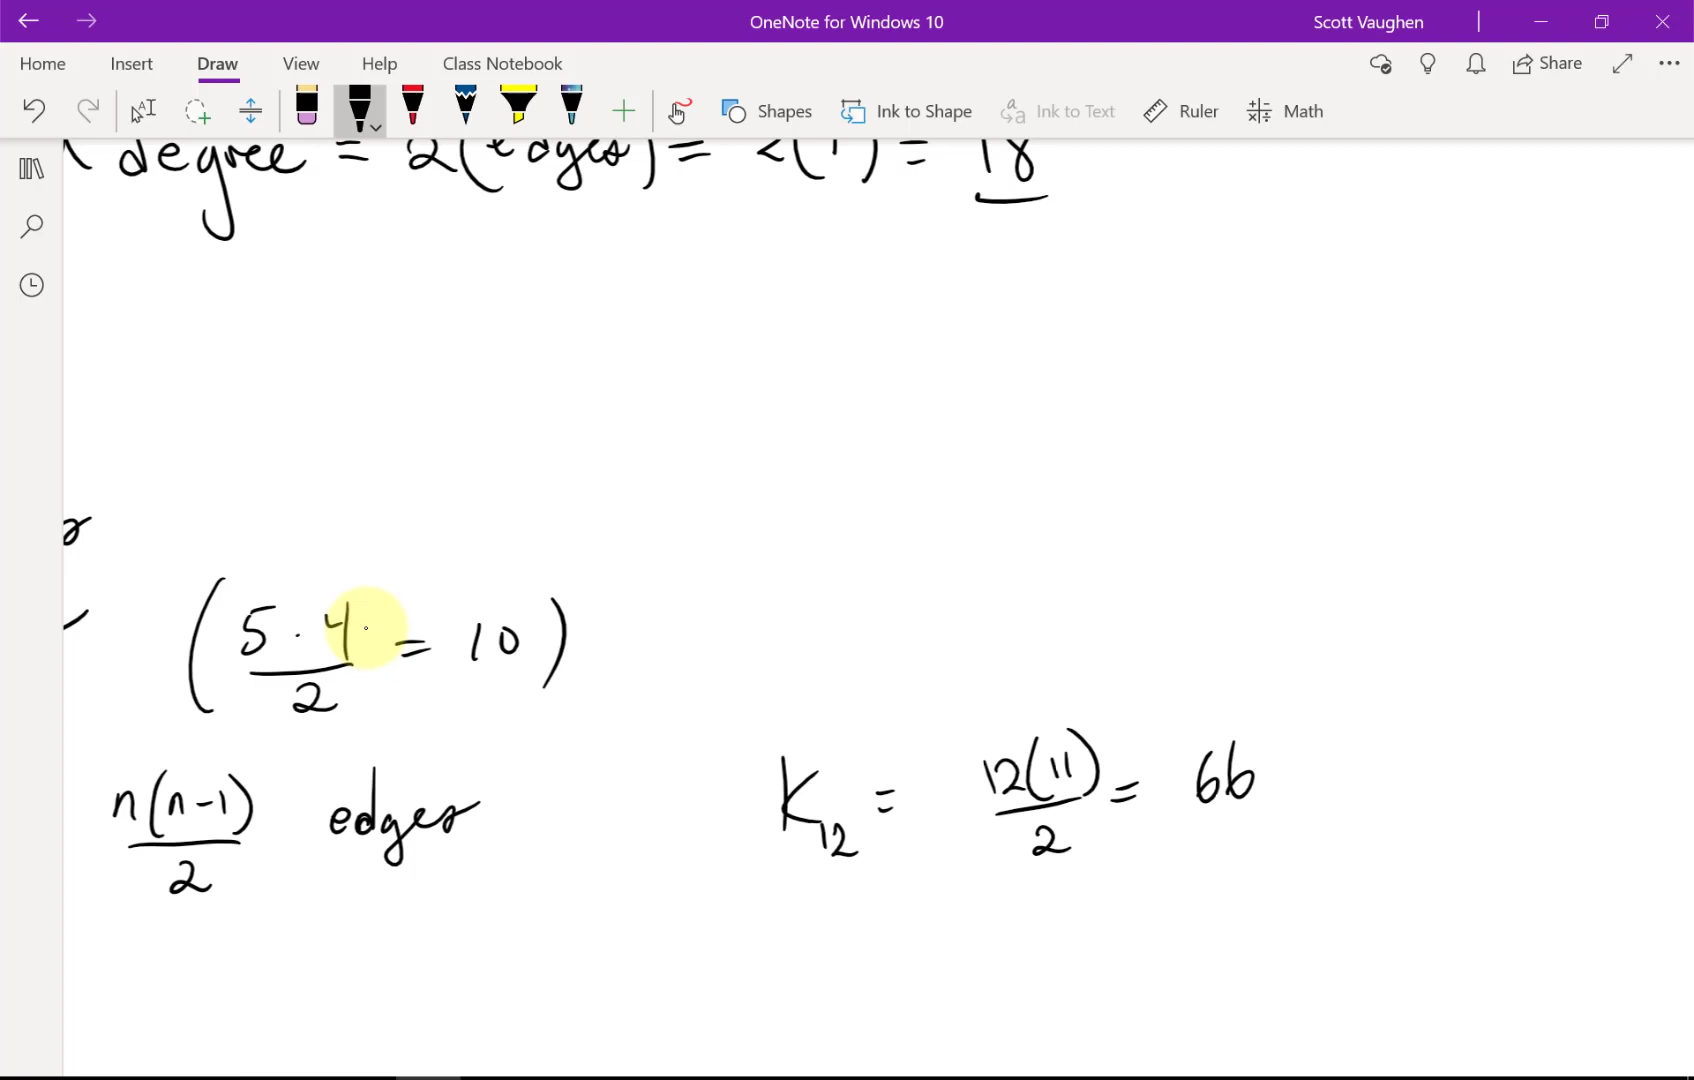 OneNote for Windows 10
Scott Vaughen
Home Insert Draw View Help Class Notebook Share
Shapes Ink to Shape Ink to Text Ruler Math
degree = 2(edges) = 2( ) = 18
( 5 · 4 / 2 = 10 )
n(n-1) / 2 edges
K₁₂ = 12(11) / 2 = 66